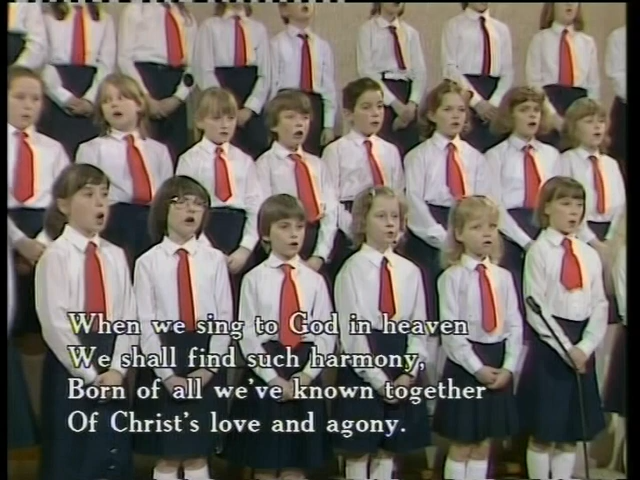 When we sing to God in heaven
We shall find such harmony,
Born of all we've known together
Of Christ's love and agony.